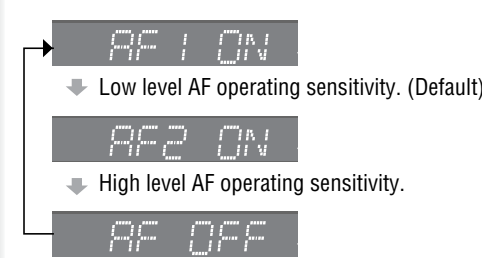 AF1 ON
Low level AF operating sensitivity. (Default)
AF2 ON
High level AF operating sensitivity.
AF OFF